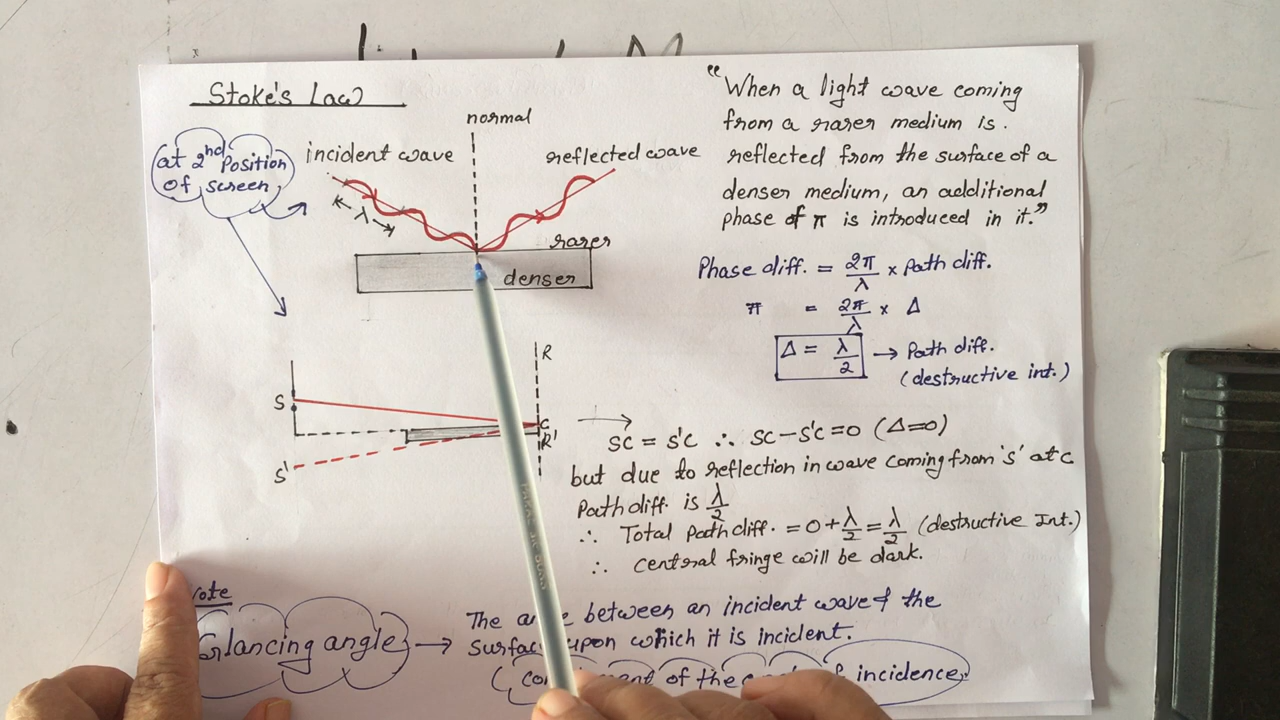 Stoke's Law
at 2nd Position
of screen
incident wave
normal
reflected wave
λ
rarer
denser
"When a light wave coming
from a rarer medium is.
reflected from the surface of a
denser medium, an additional
phase of π is introduced in it."
Phase diff. = 2π/λ × Path diff.
π = 2π/λ × Δ
Δ = λ/2 → Path diff.
(destructive int.)
R
S
C
R'
S'
SC = S'C ∴ SC-S'C=0 (Δ=0)
but due to reflection in wave coming from 'S' at C
Path diff. is λ/2
∴ Total Path diff. = 0+λ/2=λ/2 (destructive Int.)
∴ central fringe will be dark.
Glancing angle → The between an incident wave & the
upon which it is incident.
( of the incidence)